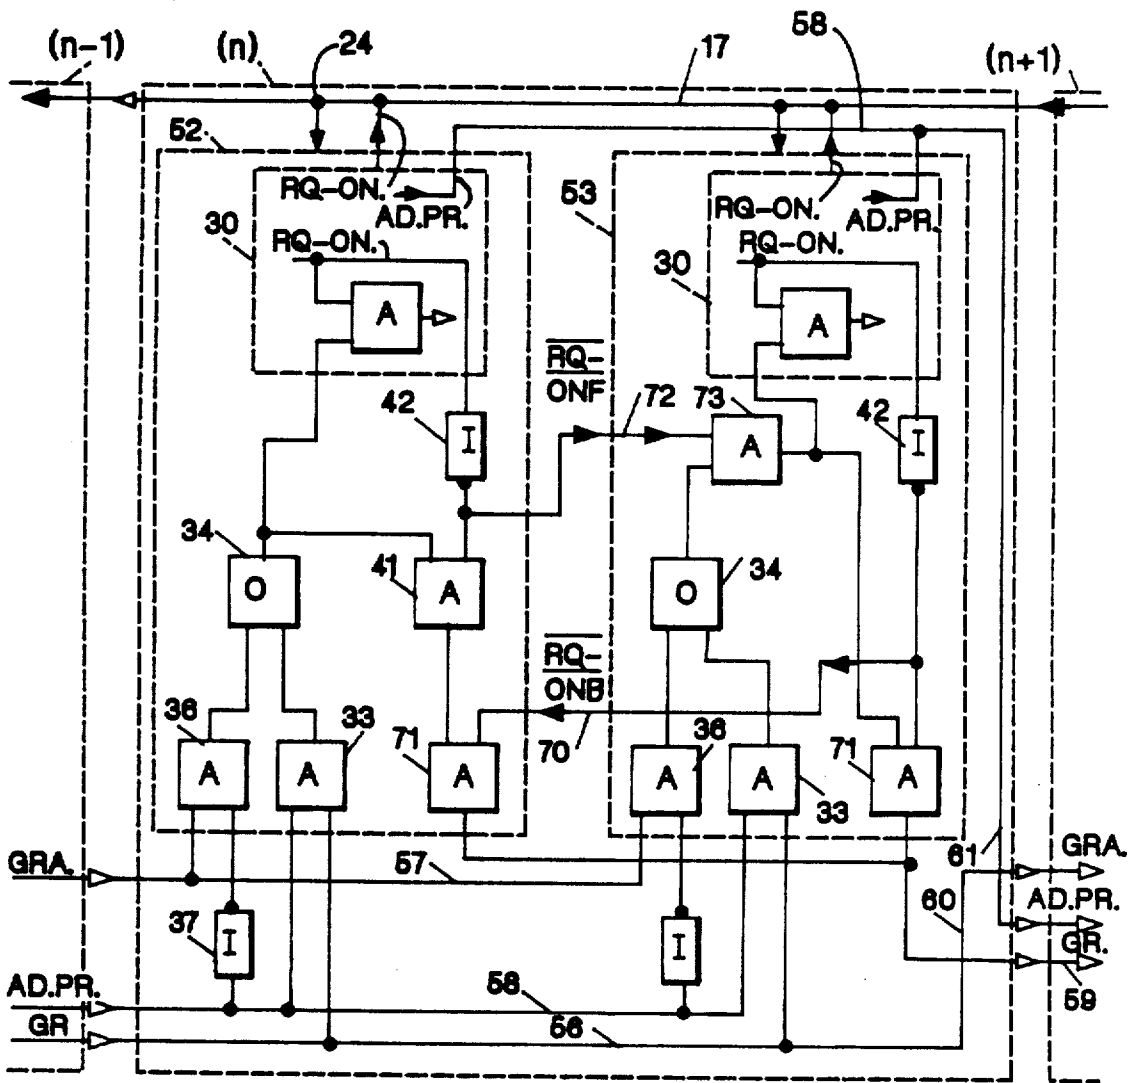 (n-1)
(n)
24
17
58
(n+1)
52
RQ-ON.
AD.PR.
30
RQ-ON.
A
53
RQ-ON.
AD.PR.
RQ-ON.
30
A
42
I
RQ-
ONF
72
73
A
42
I
34
O
41
A
34
O
RQ-
ONB
70
36
A
33
A
71
A
36
A
33
A
71
A
GRA.
57
61
GRA.
37
I
I
60
AD.PR.
GR.
59
AD.PR.
58
GR
56